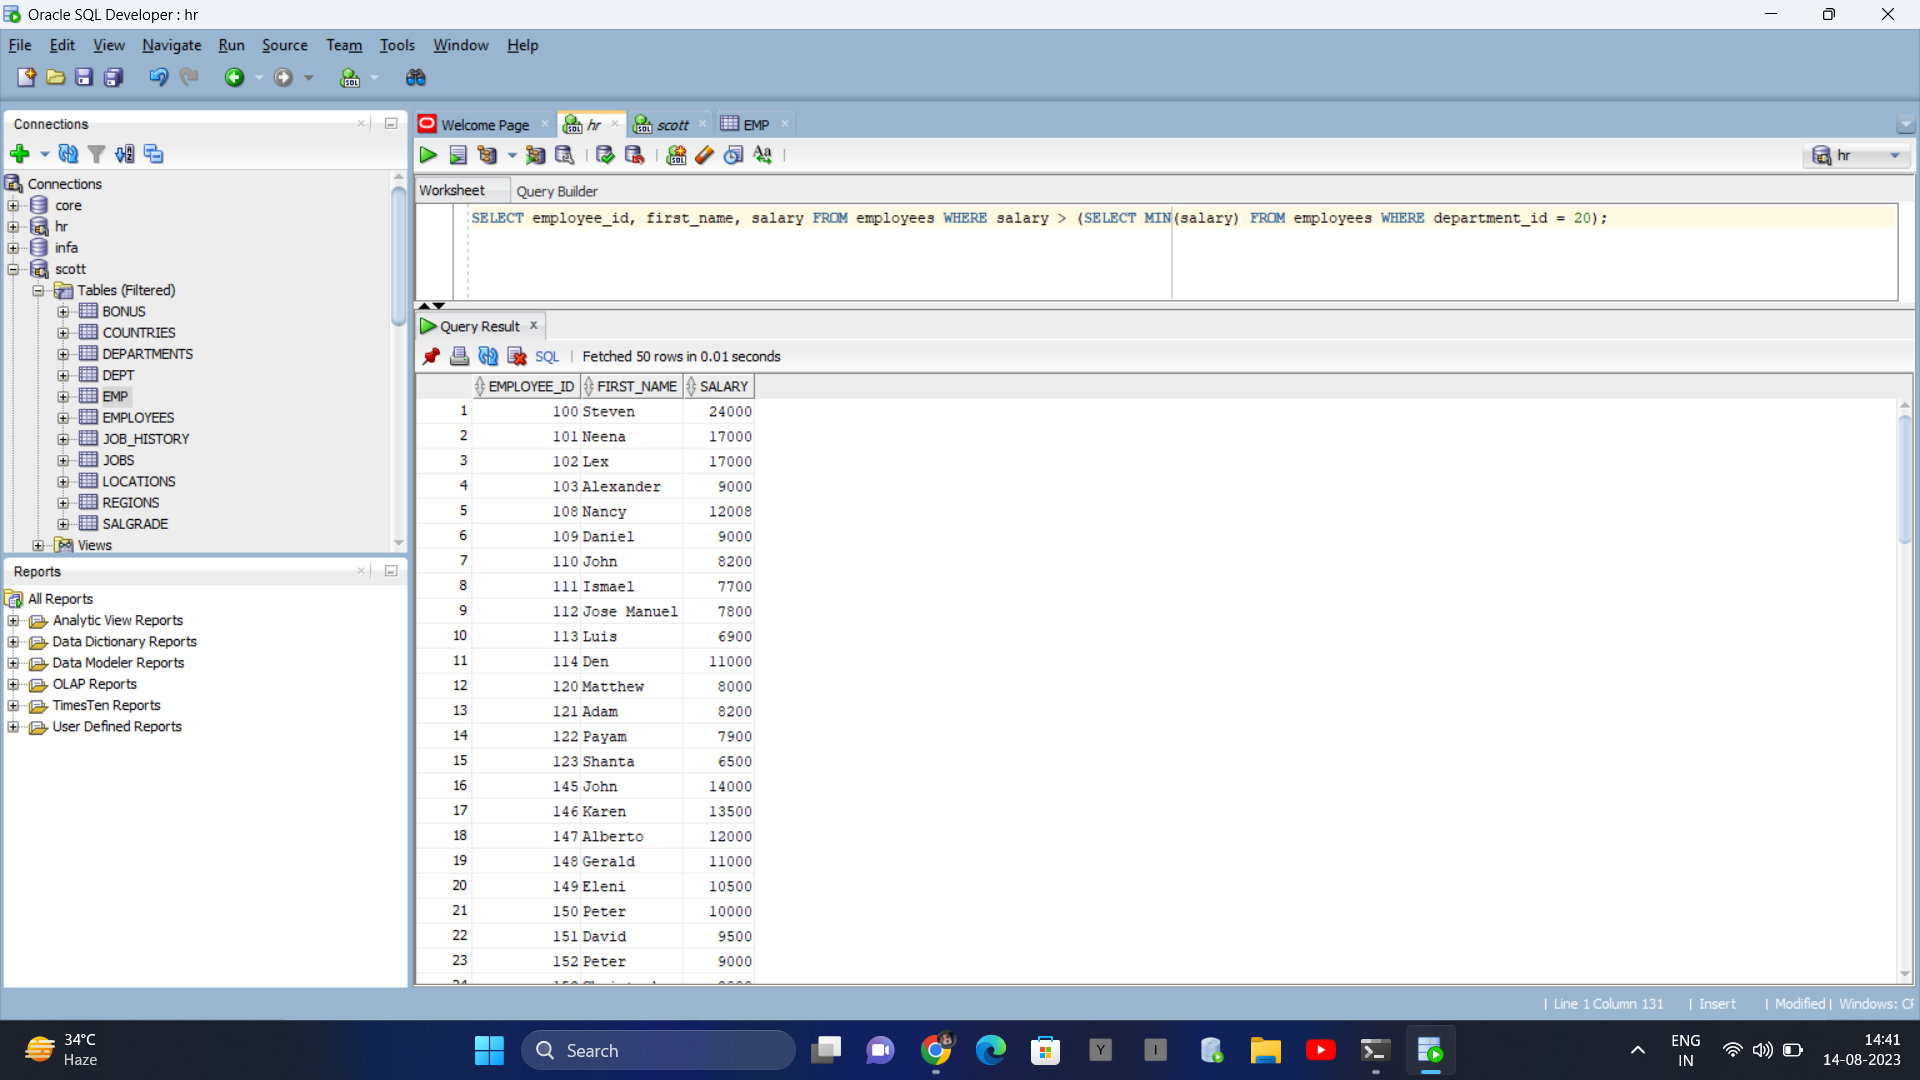 Oracle SQL Developer : hr
File Edit View Navigate Run Source Team Tools Window Help
Connections
Connections
core
hr
infa
scott
Tables (Filtered)
BONUS
COUNTRIES
DEPARTMENTS
DEPT
EMP
EMPLOYEES
JOB_HISTORY
JOBS
LOCATIONS
REGIONS
SALGRADE
Views
Reports
All Reports
Analytic View Reports
Data Dictionary Reports
Data Modeler Reports
OLAP Reports
TimesTen Reports
User Defined Reports
Welcome Page hr scott EMP
hr
Worksheet Query Builder
SELECT employee_id, first_name, salary FROM employees WHERE salary > (SELECT MIN(salary) FROM employees WHERE department_id = 20);
Query Result
SQL | Fetched 50 rows in 0.01 seconds
EMPLOYEE_ID FIRST_NAME SALARY
1 100 Steven 24000
2 101 Neena 17000
3 102 Lex 17000
4 103 Alexander 9000
5 108 Nancy 12008
6 109 Daniel 9000
7 110 John 8200
8 111 Ismael 7700
9 112 Jose Manuel 7800
10 113 Luis 6900
11 114 Den 11000
12 120 Matthew 8000
13 121 Adam 8200
14 122 Payam 7900
15 123 Shanta 6500
16 145 John 14000
17 146 Karen 13500
18 147 Alberto 12000
19 148 Gerald 11000
20 149 Eleni 10500
21 150 Peter 10000
22 151 David 9500
23 152 Peter 9000
| Line 1 Column 131 | Insert | Modified | Windows: CF
34°C
Haze
Search
ENG
IN
14:41
14-08-2023